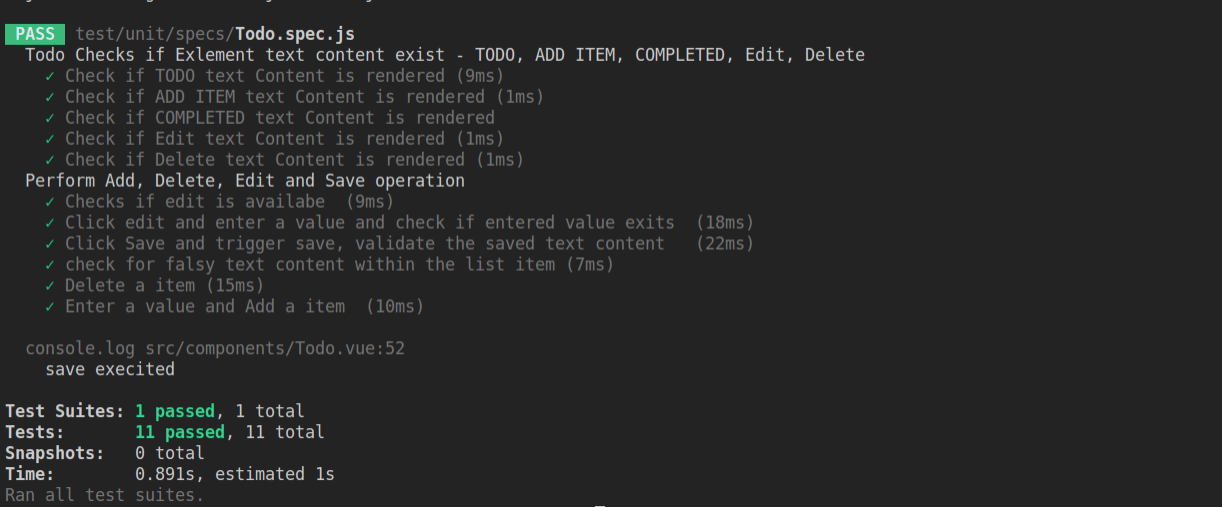 PASS test/unit/specs/Todo.spec.js
Todo Checks if Exlement text content exist - TODO, ADD ITEM, COMPLETED, Edit, Delete
✓ Check if TODO text Content is rendered (9ms)
✓ Check if ADD ITEM text Content is rendered (1ms)
✓ Check if COMPLETED text Content is rendered
✓ Check if Edit text Content is rendered (1ms)
✓ Check if Delete text Content is rendered (1ms)
Perform Add, Delete, Edit and Save operation
✓ Checks if edit is availabe (9ms)
✓ Click edit and enter a value and check if entered value exits (18ms)
✓ Click Save and trigger save, validate the saved text content (22ms)
✓ check for falsy text content within the list item (7ms)
✓ Delete a item (15ms)
✓ Enter a value and Add a item (10ms)
console.log src/components/Todo.vue:52
save execited
Test Suites: 1 passed, 1 total
Tests: 11 passed, 11 total
Snapshots: 0 total
Time: 0.891s, estimated 1s
Ran all test suites.